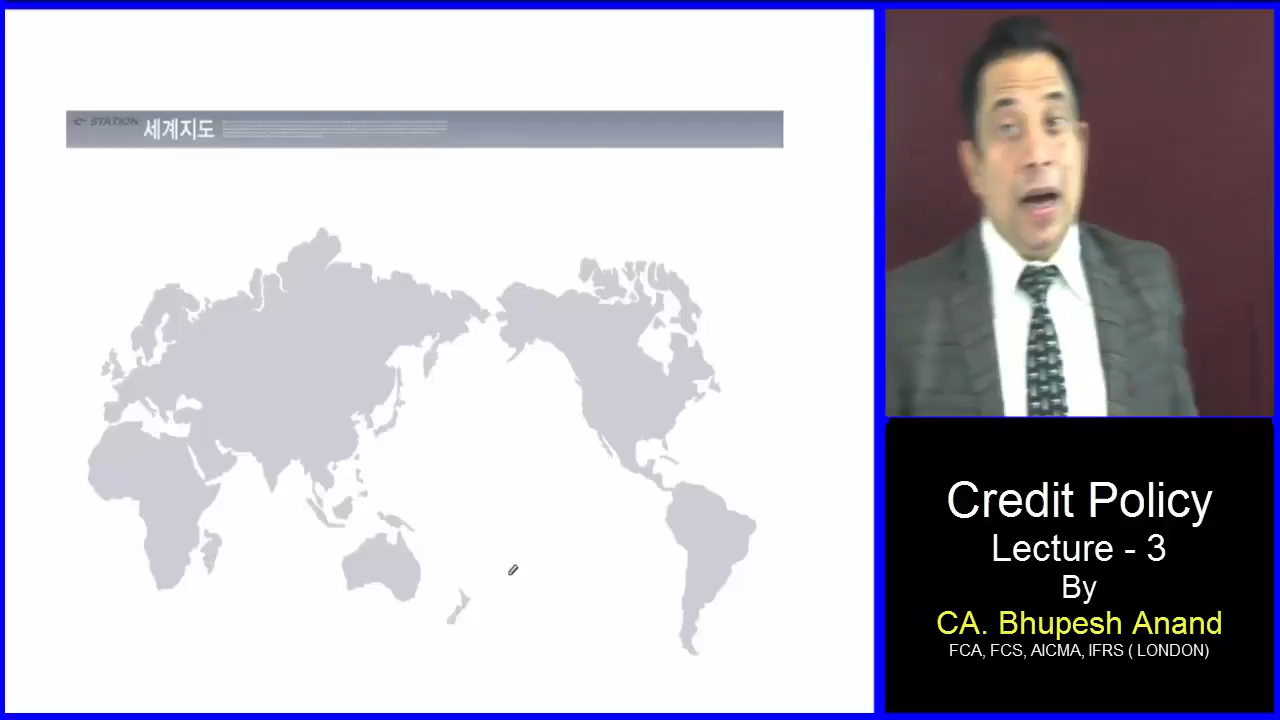 STATION 세계지도
Credit Policy
Lecture - 3
By
CA. Bhupesh Anand
FCA, FCS, AICMA, IFRS ( LONDON)